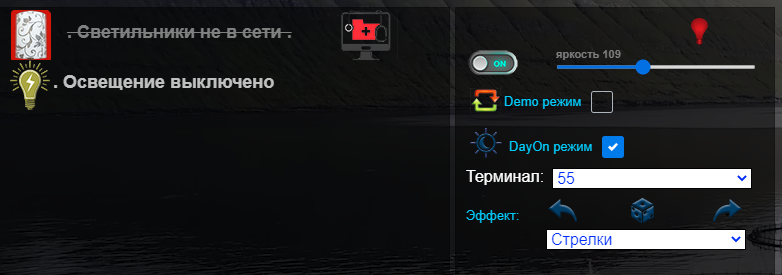 . Светильники не в сети .
. Освещение выключено
ON
яркость 109
Demo режим
DayOn режим
Терминал: 55
Эффект:
Стрелки